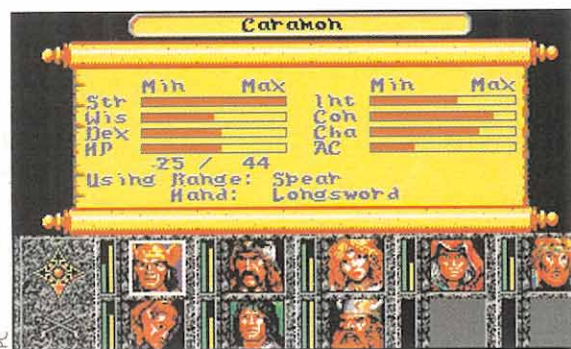 Caramon
Min Max Min Max
Str Int
Wis Con
Dex Cha
HP AC
25 / 44
Using Range: Spear
Hand: Longsword